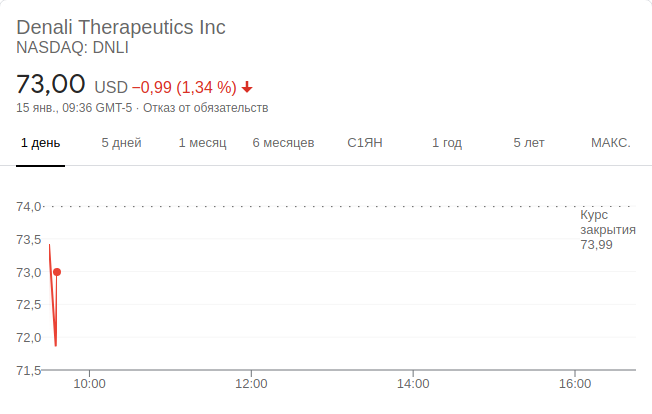 Denali Therapeutics Inc
NASDAQ: DNLI
73,00 USD −0,99 (1,34 %)
15 янв., 09:36 GMT-5 · Отказ от обязательств
1 день 5 дней 1 месяц 6 месяцев С1ЯН 1 год 5 лет МАКС.
74,0
Курс
закрытия
73,99
73,5
73,0
72,5
72,0
71,5
10:00 12:00 14:00 16:00